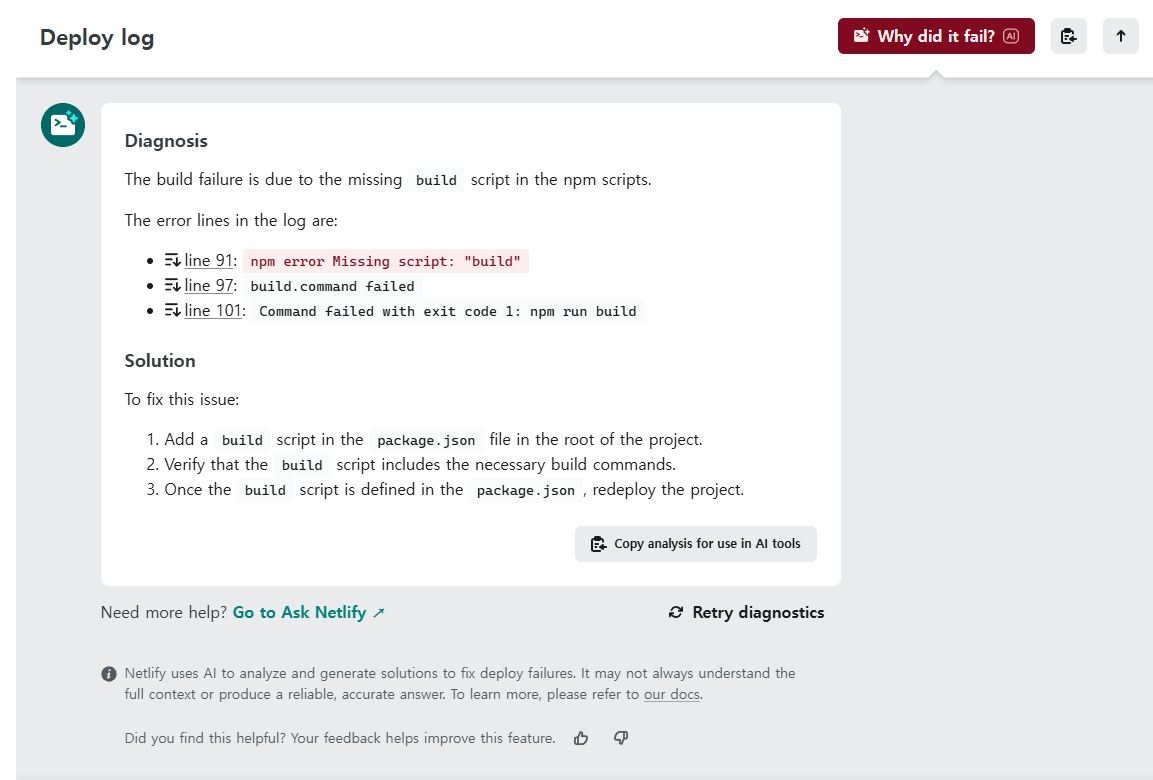 Deploy log
Why did it fail? AI
Diagnosis
The build failure is due to the missing build script in the npm scripts.
The error lines in the log are:
line 91: npm error Missing script: "build"
line 97: build.command failed
line 101: Command failed with exit code 1: npm run build
Solution
To fix this issue:
1. Add a build script in the package.json file in the root of the project.
2. Verify that the build script includes the necessary build commands.
3. Once the build script is defined in the package.json , redeploy the project.
Copy analysis for use in AI tools
Need more help? Go to Ask Netlify ↗
Retry diagnostics
Netlify uses AI to analyze and generate solutions to fix deploy failures. It may not always understand the
full context or produce a reliable, accurate answer. To learn more, please refer to our docs.
Did you find this helpful? Your feedback helps improve this feature.